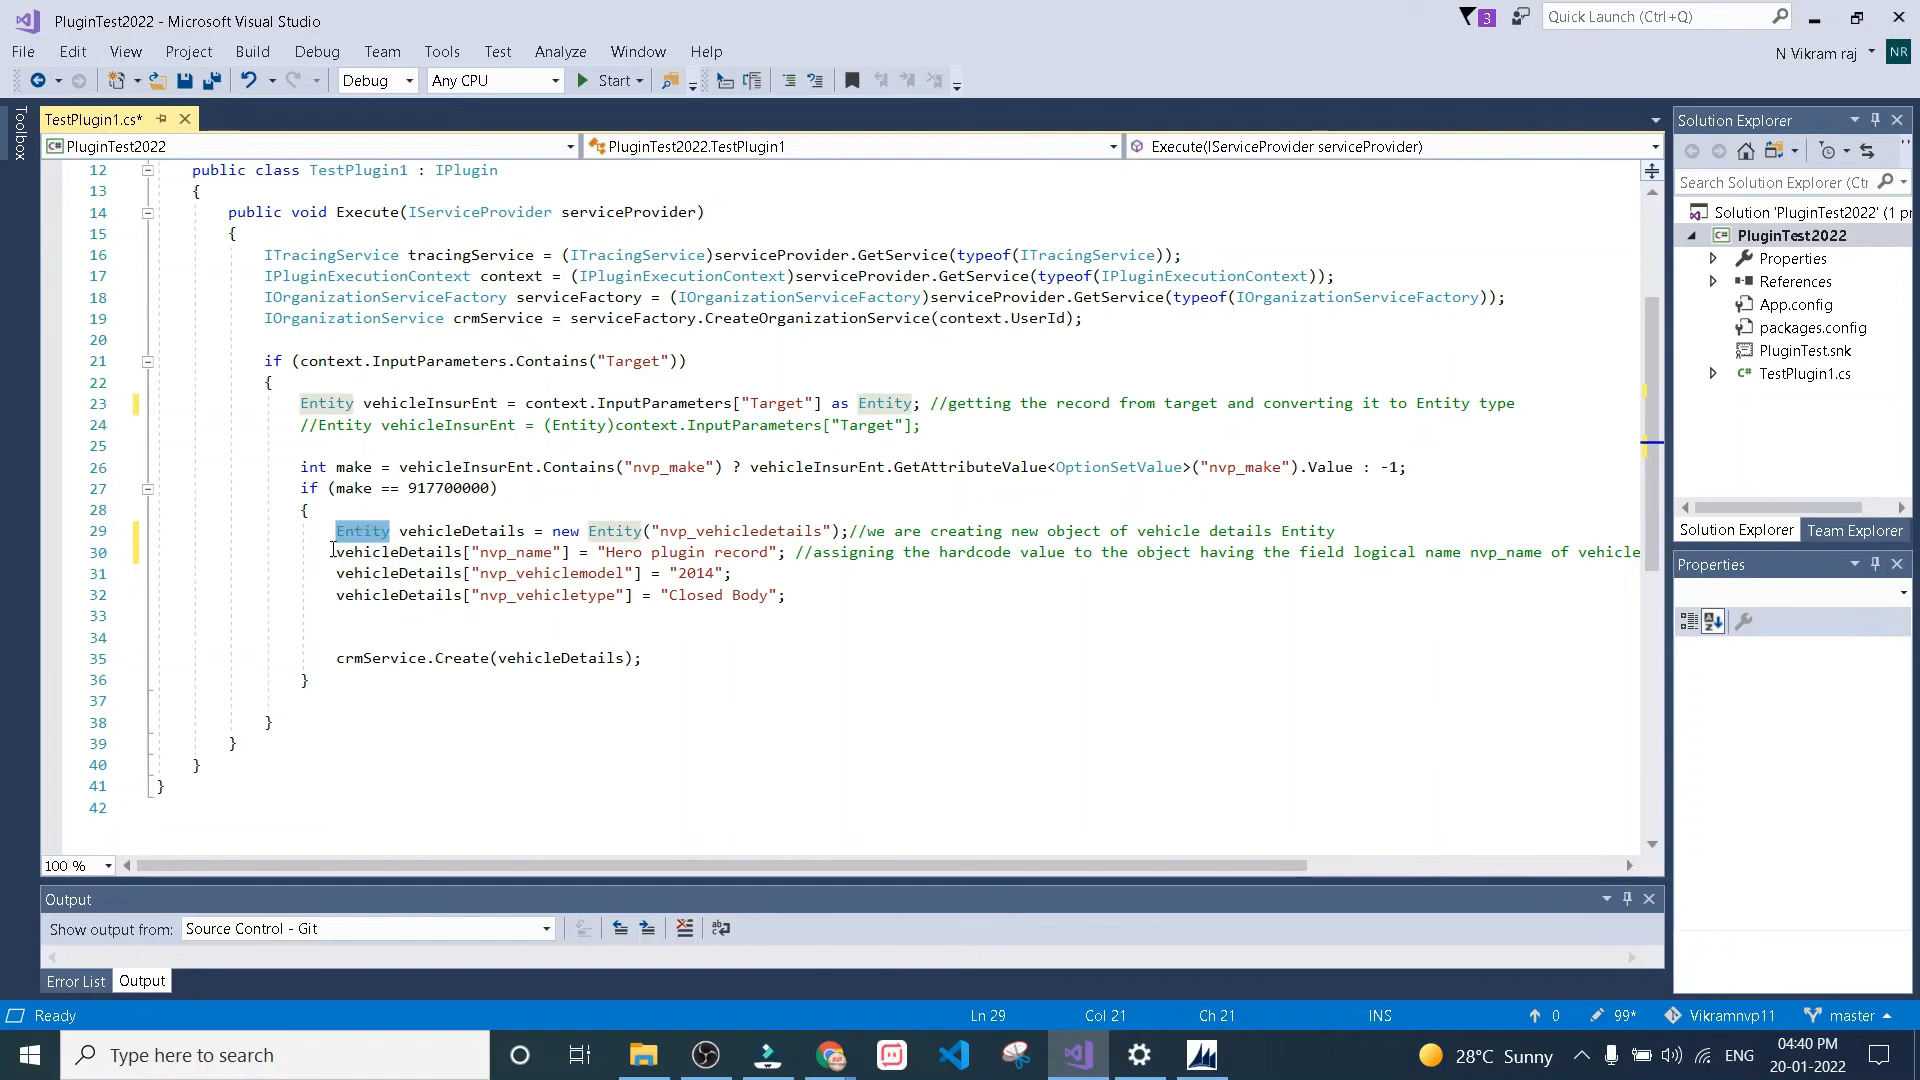 PluginTest2022 - Microsoft Visual Studio
3
Quick Launch (Ctrl+Q)
File Edit View Project Build Debug Team Tools Test Analyze Window Help
N Vikram raj NR
Debug Any CPU Start
Toolbox
TestPlugin1.cs*
C# PluginTest2022
PluginTest2022.TestPlugin1
Execute(IServiceProvider serviceProvider)
12 public class TestPlugin1 : IPlugin
13 {
14 public void Execute(IServiceProvider serviceProvider)
15 {
16 ITracingService tracingService = (ITracingService)serviceProvider.GetService(typeof(ITracingService));
17 IPluginExecutionContext context = (IPluginExecutionContext)serviceProvider.GetService(typeof(IPluginExecutionContext));
18 IOrganizationServiceFactory serviceFactory = (IOrganizationServiceFactory)serviceProvider.GetService(typeof(IOrganizationServiceFactory));
19 IOrganizationService crmService = serviceFactory.CreateOrganizationService(context.UserId);
20
21 if (context.InputParameters.Contains("Target"))
22 {
23 Entity vehicleInsurEnt = context.InputParameters["Target"] as Entity; //getting the record from target and converting it to Entity type
24 //Entity vehicleInsurEnt = (Entity)context.InputParameters["Target"];
25
26 int make = vehicleInsurEnt.Contains("nvp_make") ? vehicleInsurEnt.GetAttributeValue<OptionSetValue>("nvp_make").Value : -1;
27 if (make == 917700000)
28 {
29 Entity vehicleDetails = new Entity("nvp_vehicledetails");//we are creating new object of vehicle details Entity
30 vehicleDetails["nvp_name"] = "Hero plugin record"; //assigning the hardcode value to the object having the field logical name nvp_name of vehicle
31 vehicleDetails["nvp_vehiclemodel"] = "2014";
32 vehicleDetails["nvp_vehicletype"] = "Closed Body";
33
34
35 crmService.Create(vehicleDetails);
36 }
37
38 }
39 }
40 }
41 }
42
100 %
Solution Explorer
Search Solution Explorer (Ctr
Solution 'PluginTest2022' (1 pr
C# PluginTest2022
Properties
References
App.config
packages.config
PluginTest.snk
C# TestPlugin1.cs
Solution Explorer Team Explorer
Properties
Output
Show output from: Source Control - Git
Error List Output
Ready Ln 29 Col 21 Ch 21 INS 0 99* Vikramnvp11 master
Type here to search
28°C Sunny
ENG
04:40 PM
20-01-2022